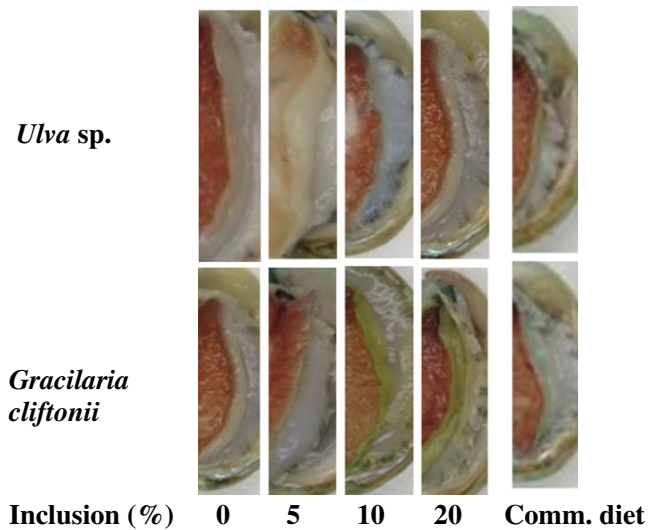 Ulva sp.
Gracilaria
cliftonii
Inclusion (%) 0 5 10 20 Comm. diet